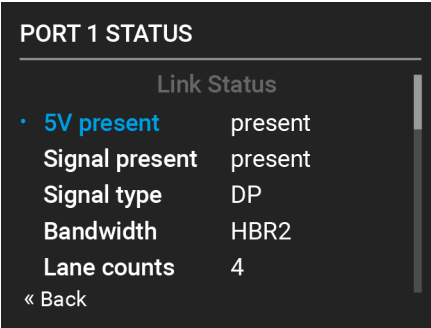 PORT 1 STATUS
Link Status
• 5V present present
Signal present present
Signal type DP
Bandwidth HBR2
Lane counts 4
« Back